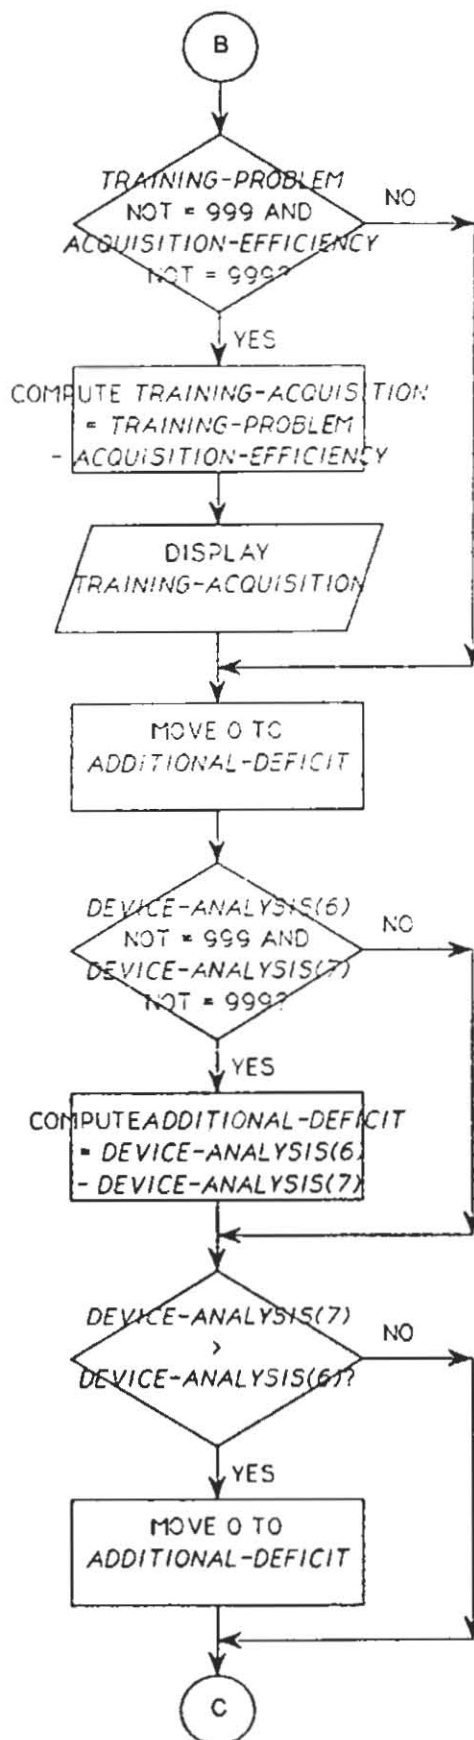 B
TRAINING-PROBLEM
NOT = 999 AND
ACQUISITION-EFFICIENCY
NOT = 999?
NO
YES
COMPUTE TRAINING-ACQUISITION
= TRAINING-PROBLEM
- ACQUISITION-EFFICIENCY
DISPLAY
TRAINING-ACQUISITION
MOVE 0 TO
ADDITIONAL-DEFICIT
DEVICE-ANALYSIS(6)
NOT = 999 AND
DEVICE-ANALYSIS(7)
NOT = 999?
NO
YES
COMPUTE ADDITIONAL-DEFICIT
= DEVICE-ANALYSIS(6)
- DEVICE-ANALYSIS(7)
DEVICE-ANALYSIS(7)
>
DEVICE-ANALYSIS(6)?
NO
YES
MOVE 0 TO
ADDITIONAL-DEFICIT
C